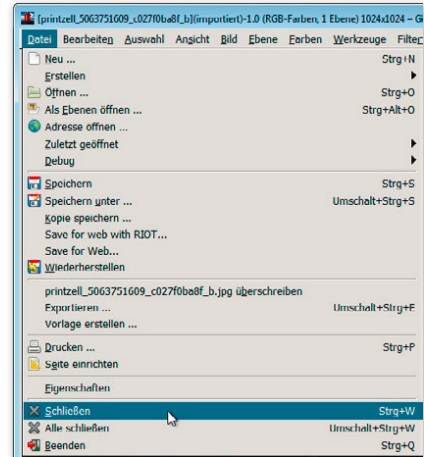 [printzell_5063751609_c027f0ba8f_b](importiert)-1.0 (RGB-Farben, 1 Ebene) 1024x1024 – G
Datei Bearbeiten Auswahl Ansicht Bild Ebene Farben Werkzeuge Filter
Neu ... Strg+N
Erstellen
Öffnen ... Strg+O
Als Ebenen öffnen ... Strg+Alt+O
Adresse öffnen ...
Zuletzt geöffnet
Debug
Speichern Strg+S
Speichern unter ... Umschalt+Strg+S
Kopie speichern ...
Save for web with RIOT...
Save for Web...
Wiederherstellen
printzell_5063751609_c027f0ba8f_b.jpg überschreiben
Exportieren ... Umschalt+Strg+E
Vorlage erstellen ...
Drucken ... Strg+P
Seite einrichten
Eigenschaften
Schließen Strg+W
Alle schließen Umschalt+Strg+W
Beenden Strg+Q